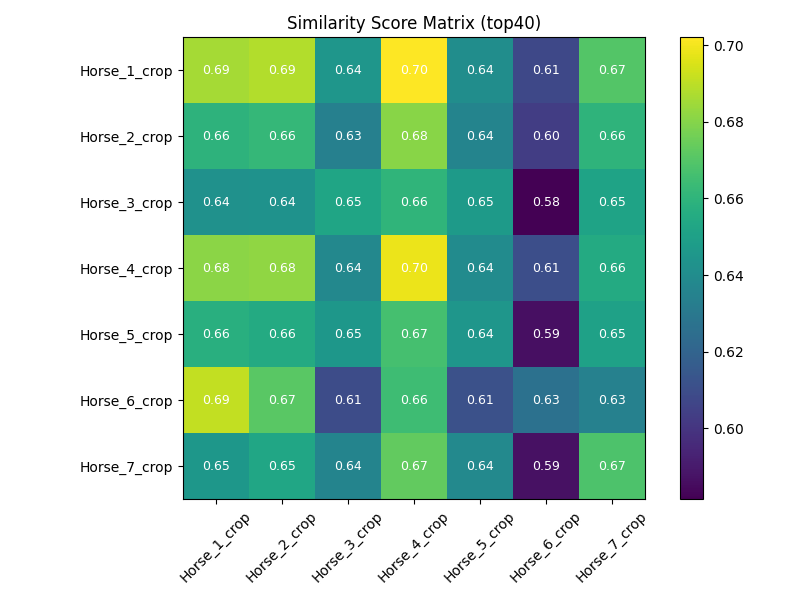 Similarity Score Matrix (top40)
Horse_1_crop 0.69 0.69 0.64 0.70 0.64 0.61 0.67
Horse_2_crop 0.66 0.66 0.63 0.68 0.64 0.60 0.66
Horse_3_crop 0.64 0.64 0.65 0.66 0.65 0.58 0.65
Horse_4_crop 0.68 0.68 0.64 0.70 0.64 0.61 0.66
Horse_5_crop 0.66 0.66 0.65 0.67 0.64 0.59 0.65
Horse_6_crop 0.69 0.67 0.61 0.66 0.61 0.63 0.63
Horse_7_crop 0.65 0.65 0.64 0.67 0.64 0.59 0.67
Horse_1_crop Horse_2_crop Horse_3_crop Horse_4_crop Horse_5_crop Horse_6_crop Horse_7_crop
0.70
0.68
0.66
0.64
0.62
0.60